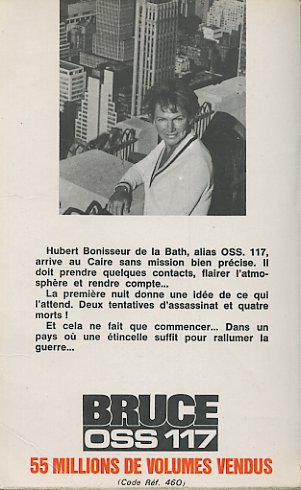 Hubert Bonisseur de la Bath, alias OSS. 117,
arrive au Caire sans mission bien précise. Il
doit prendre quelques contacts, flairer l'atmo-
sphère et rendre compte...
La première nuit donne une idée de ce qui
l'attend. Deux tentatives d'assassinat et quatre
morts !
Et cela ne fait que commencer... Dans un
pays où une étincelle suffit pour rallumer la
guerre...
BRUCE
OSS 117
55 MILLIONS DE VOLUMES VENDUS
(Code Réf. 460)